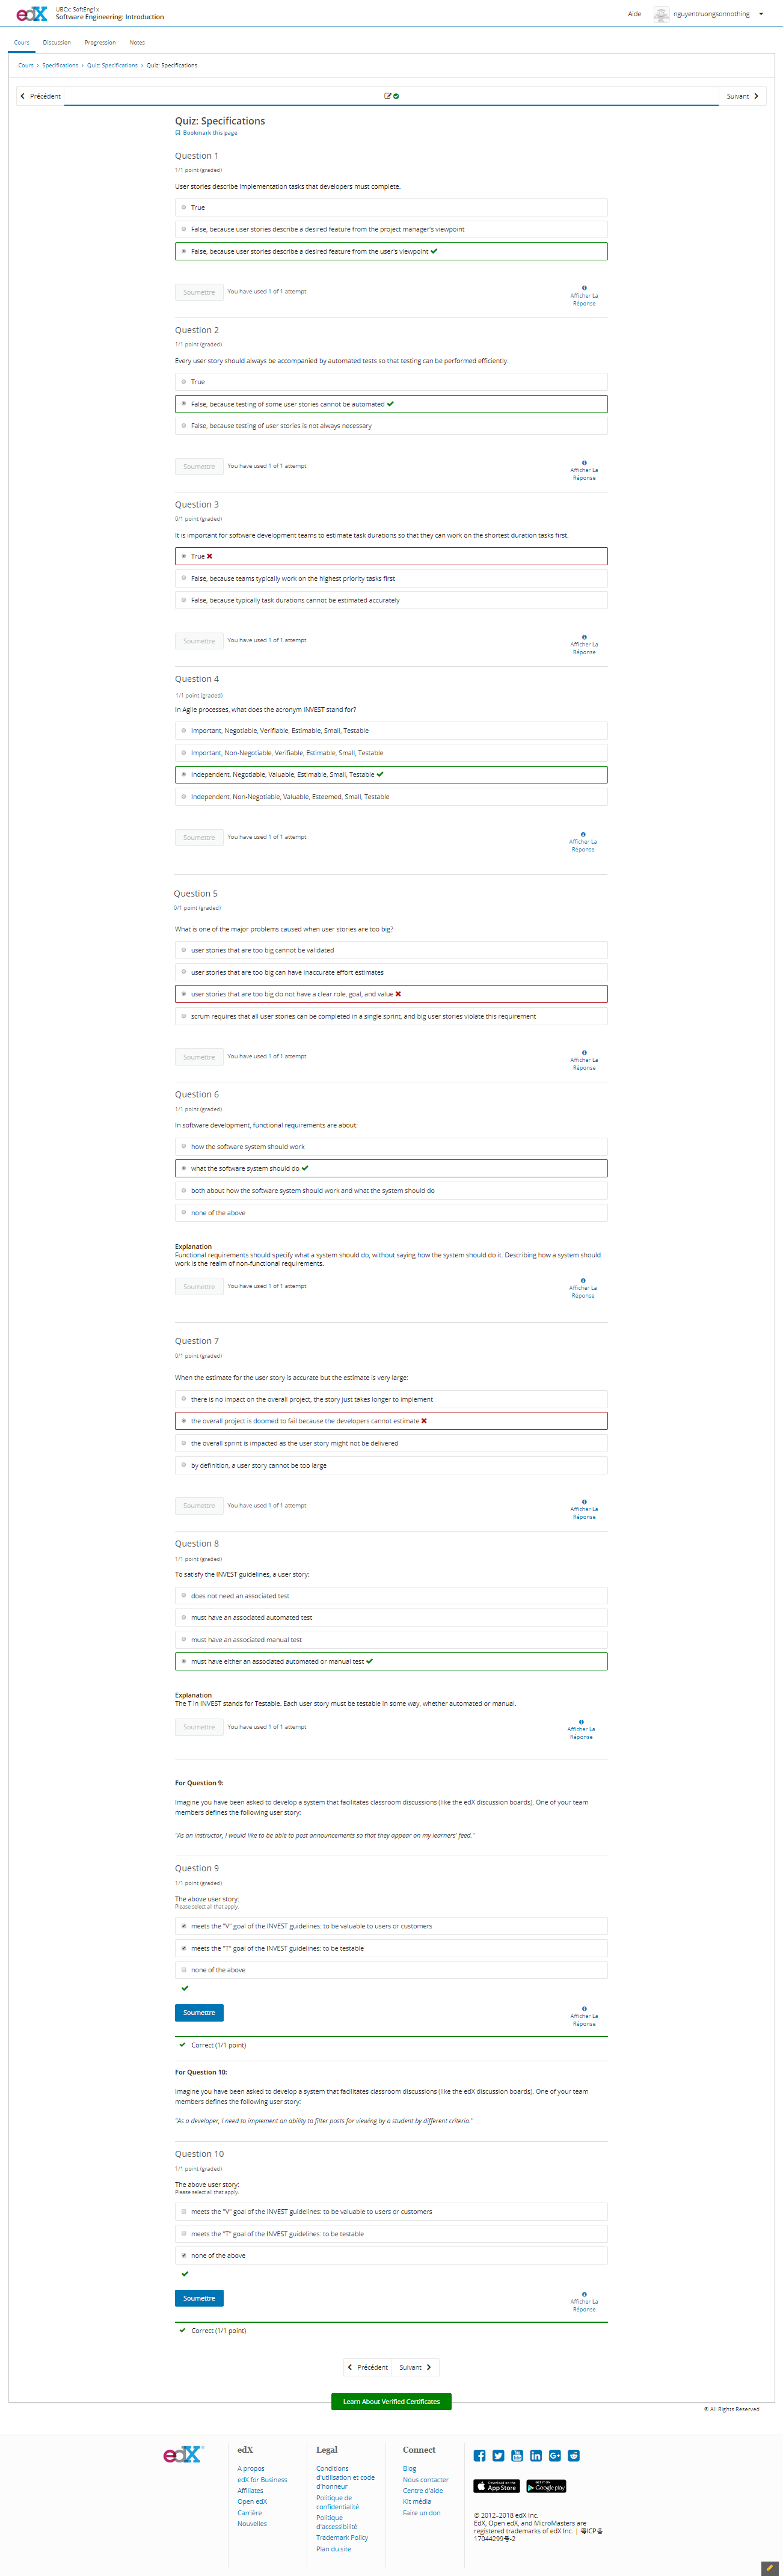 edX
UBCx: SoftEng1x
Software Engineering: Introduction
Aide
nguyentruongsonnothing
Cours
Discussion
Progression
Notes
Cours › Specifications › Quiz: Specifications › Quiz: Specifications
Précédent
Suivant
Quiz: Specifications
Bookmark this page
Question 1
1/1 point (graded)
User stories describe implementation tasks that developers must complete.
True
False, because user stories describe a desired feature from the project manager's viewpoint
False, because user stories describe a desired feature from the user's viewpoint
Soumettre
You have used 1 of 1 attempt
Afficher La
Réponse
Question 2
1/1 point (graded)
Every user story should always be accompanied by automated tests so that testing can be performed efficiently.
True
False, because testing of some user stories cannot be automated
False, because testing of user stories is not always necessary
Soumettre
You have used 1 of 1 attempt
Afficher La
Réponse
Question 3
0/1 point (graded)
It is important for software development teams to estimate task durations so that they can work on the shortest duration tasks first.
True
False, because teams typically work on the highest priority tasks first
False, because typically task durations cannot be estimated accurately
Soumettre
You have used 1 of 1 attempt
Afficher La
Réponse
Question 4
1/1 point (graded)
In Agile processes, what does the acronym INVEST stand for?
Important, Negotiable, Verifiable, Estimable, Small, Testable
Important, Non-Negotiable, Verifiable, Estimable, Small, Testable
Independent, Negotiable, Valuable, Estimable, Small, Testable
Independent, Non-Negotiable, Valuable, Esteemed, Small, Testable
Soumettre
You have used 1 of 1 attempt
Afficher La
Réponse
Question 5
0/1 point (graded)
What is one of the major problems caused when user stories are too big?
user stories that are too big cannot be validated
user stories that are too big can have inaccurate effort estimates
user stories that are too big do not have a clear role, goal, and value
scrum requires that all user stories can be completed in a single sprint, and big user stories violate this requirement
Soumettre
You have used 1 of 1 attempt
Afficher La
Réponse
Question 6
1/1 point (graded)
In software development, functional requirements are about:
how the software system should work
what the software system should do
both about how the software system should work and what the system should do
none of the above
Explanation
Functional requirements should specify what a system should do, without saying how the system should do it. Describing how a system should
work is the realm of non-functional requirements.
Soumettre
You have used 1 of 1 attempt
Afficher La
Réponse
Question 7
0/1 point (graded)
When the estimate for the user story is accurate but the estimate is very large:
there is no impact on the overall project, the story just takes longer to implement
the overall project is doomed to fail because the developers cannot estimate
the overall sprint is impacted as the user story might not be delivered
by definition, a user story cannot be too large
Soumettre
You have used 1 of 1 attempt
Afficher La
Réponse
Question 8
1/1 point (graded)
To satisfy the INVEST guidelines, a user story:
does not need an associated test
must have an associated automated test
must have an associated manual test
must have either an associated automated or manual test
Explanation
The T in INVEST stands for Testable. Each user story must be testable in some way, whether automated or manual.
Soumettre
You have used 1 of 1 attempt
Afficher La
Réponse
For Question 9:
Imagine you have been asked to develop a system that facilitates classroom discussions (like the edX discussion boards). One of your team
members defines the following user story:
"As an instructor, I would like to be able to post announcements so that they appear on my learners' feed."
Question 9
1/1 point (graded)
The above user story:
Please select all that apply.
meets the "V" goal of the INVEST guidelines: to be valuable to users or customers
meets the "T" goal of the INVEST guidelines: to be testable
none of the above
Soumettre
Afficher La
Réponse
Correct (1/1 point)
For Question 10:
Imagine you have been asked to develop a system that facilitates classroom discussions (like the edX discussion boards). One of your team
members defines the following user story:
"As a developer, I need to implement an ability to filter posts for viewing by a student by different criteria."
Question 10
1/1 point (graded)
The above user story:
Please select all that apply.
meets the "V" goal of the INVEST guidelines: to be valuable to users or customers
meets the "T" goal of the INVEST guidelines: to be testable
none of the above
Soumettre
Afficher La
Réponse
Correct (1/1 point)
Précédent
Suivant
Learn About Verified Certificates
© All Rights Reserved
edX
edX
A propos
edX for Business
Affiliates
Open edX
Carrière
Nouvelles
Legal
Conditions
d'utilisation et code
d'honneur
Politique de
confidentialité
Politique
d'accessibilité
Trademark Policy
Plan du site
Connect
Blog
Nous contacter
Centre d'aide
Kit média
Faire un don
Download on the
App Store
GET IT ON
Google play
© 2012–2018 edX Inc.
EdX, Open edX, and MicroMasters are
registered trademarks of edX Inc. | 粤ICP备
17044299号-2